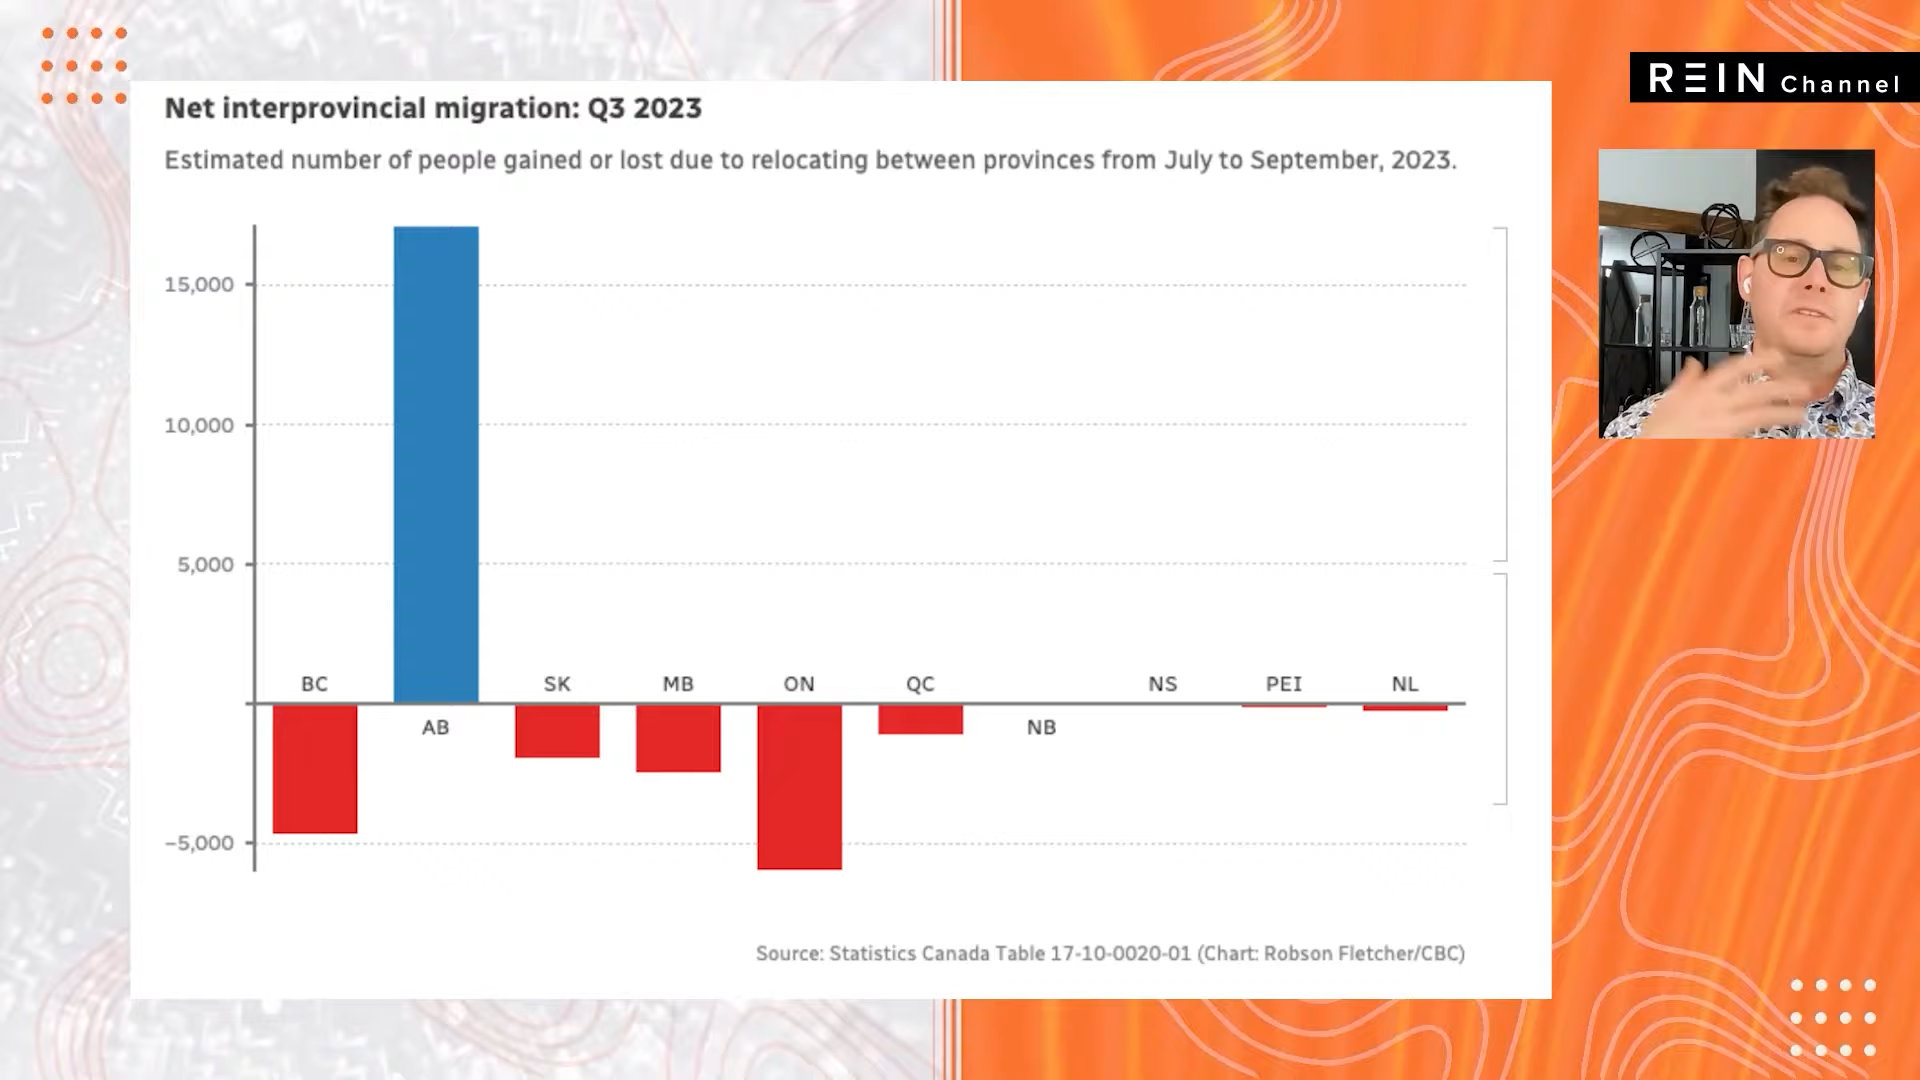 Net interprovincial migration: Q3 2023
Estimated number of people gained or lost due to relocating between provinces from July to September, 2023.
REIN Channel
15,000
10,000
5,000
BC
SK
MB
ON
QC
NS
PEI
NL
AB
NB
−5,000
Source: Statistics Canada Table 17-10-0020-01 (Chart: Robson Fletcher/CBC)